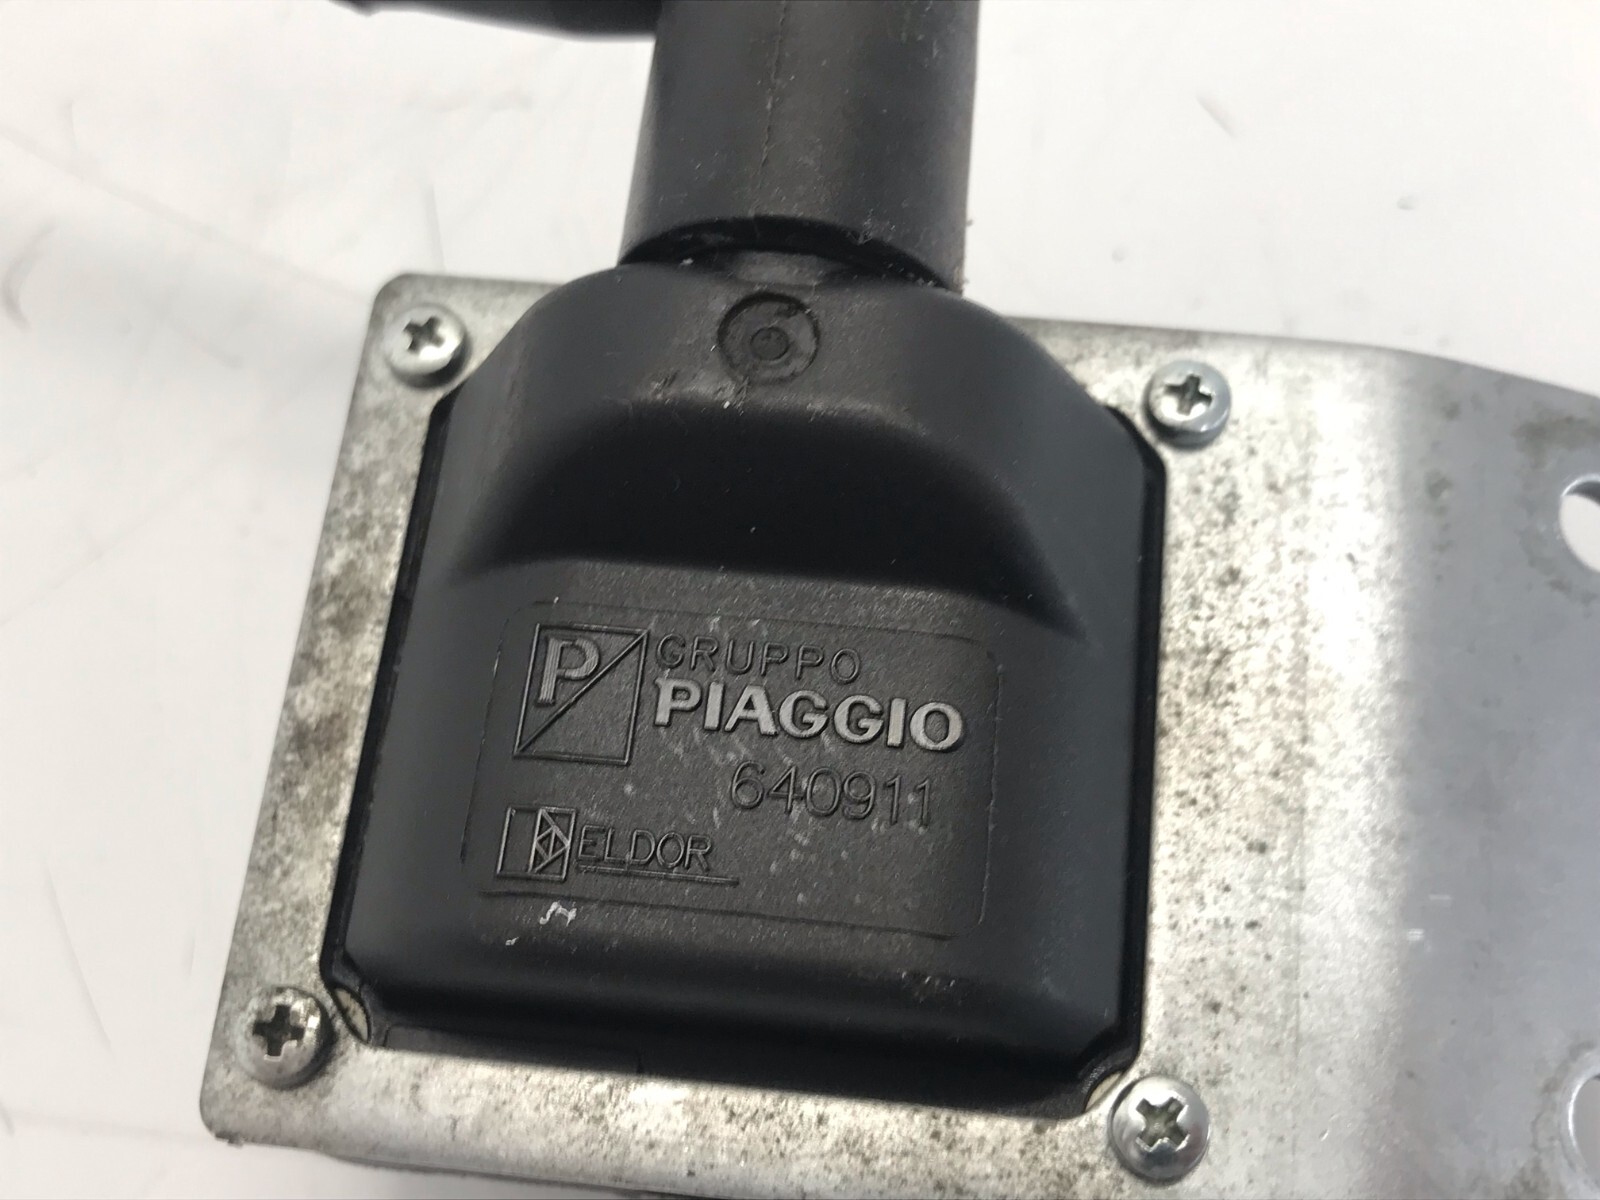 P GRUPPO
PIAGGIO
640911
ELDOR